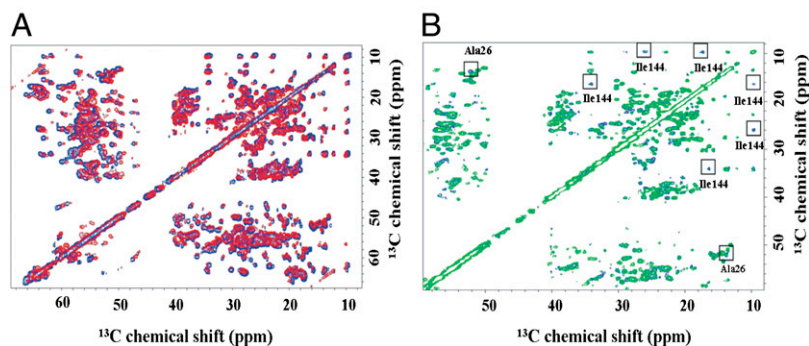 A
B
10
20
30
40
50
60
¹³C chemical shift (ppm)
60 50 40 30 20 10
¹³C chemical shift (ppm)
Ala26
Ile144
Ile144
Ile144
Ile144
Ile144
Ile144
Ala26
10
20
30
40
50
¹³C chemical shift (ppm)
50 40 30 20 10
¹³C chemical shift (ppm)